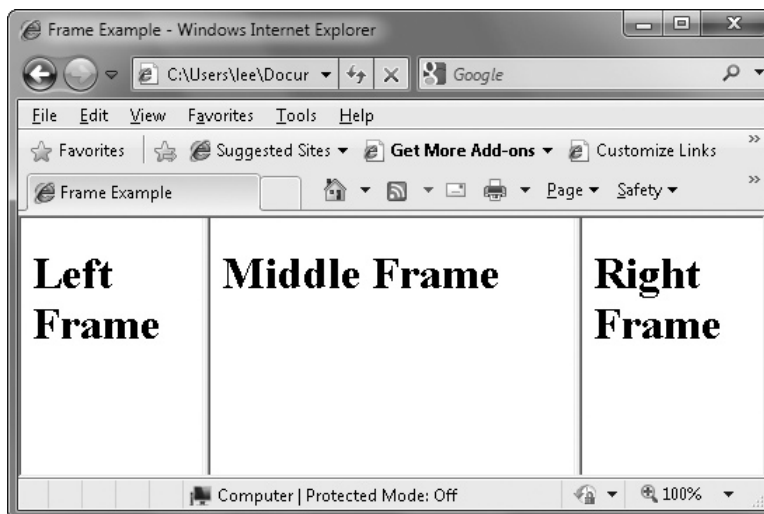 Frame Example - Windows Internet Explorer
C:\Users\lee\Docur
Google
File Edit View Favorites Tools Help
Favorites Suggested Sites Get More Add-ons Customize Links »
Frame Example Page Safety »
Left Frame
Middle Frame
Right Frame
Computer | Protected Mode: Off 100%